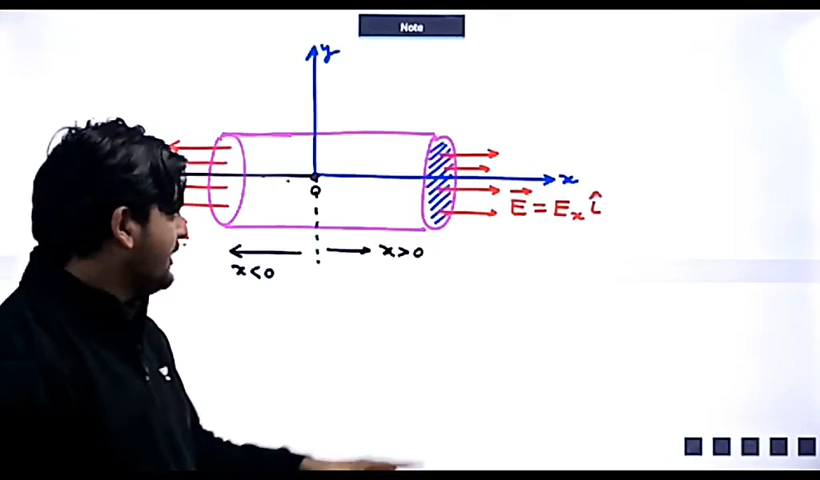 Note
y
x
O
E⃗ = Eₓ î
x>0
x<0